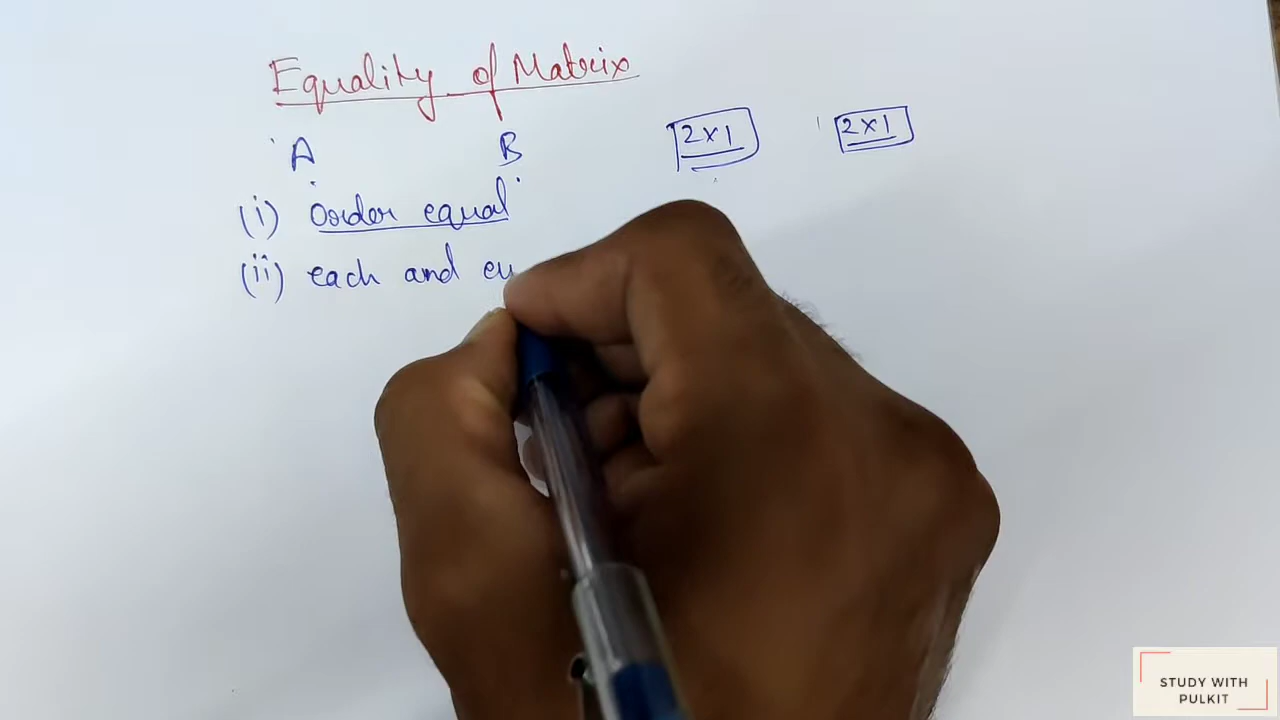 Equality of Matrix
A B 2x1 2x1
(i) Order equal
(ii) each and
STUDY WITH
PULKIT